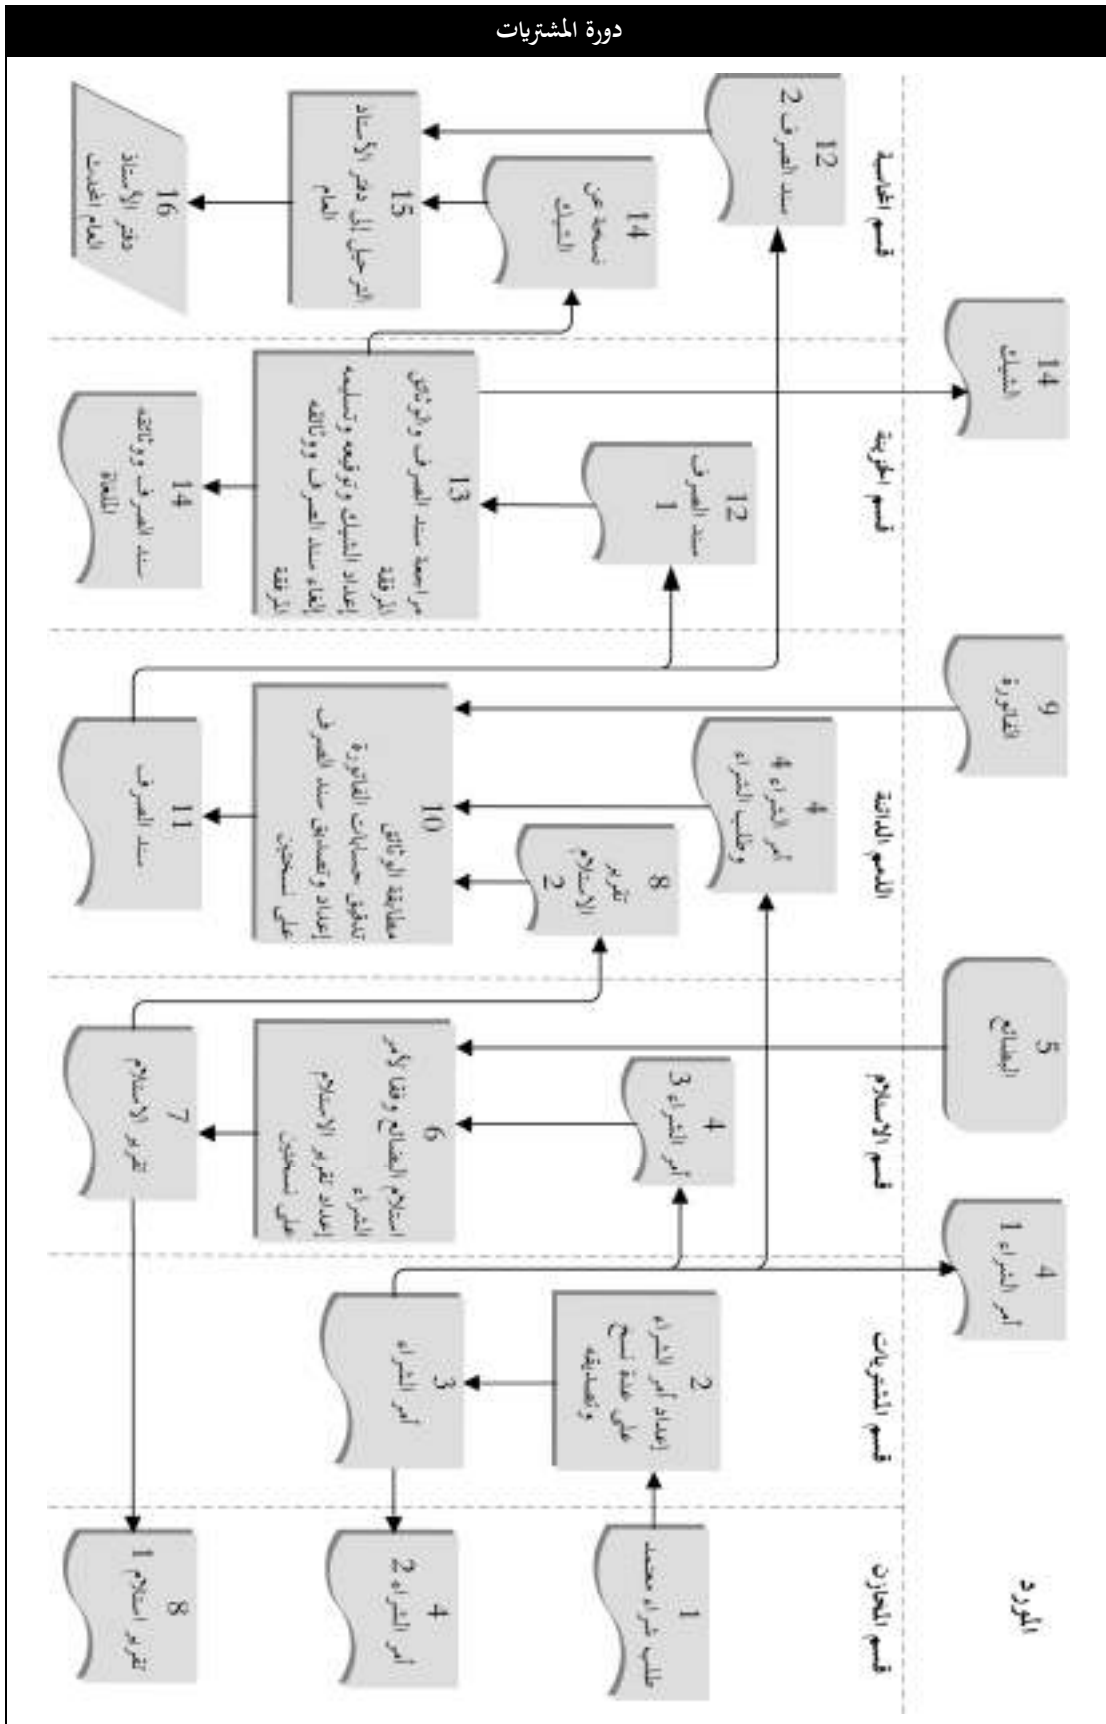 دورة المشتريات
المورد
قسم المخازن
قسم المشتريات
قسم الاستلام
الذمم الدائنة
قسم الخزينة
قسم المحاسبة
1
طلب شراء معتمد
2
إعداد أمر الشراء
على عدة نسخ
وتصديقه
3
أمر الشراء
4
أمر الشراء 1
4
أمر الشراء 2
4
أمر الشراء 3
4
أمر الشراء 4
وطلب الشراء
5
البضائع
6
استلام البضائع وفقا لأمر
الشراء
إعداد تقرير الاستلام
على نسختين
7
تقرير الاستلام
8
تقرير استلام 1
8
تقرير
الاستلام
2
9
الفاتورة
10
مطابقة الوثائق
تدقيق حسابات الفاتورة
إعداد وتصديق سند الصرف
على نسختين
11
سند الصرف
12
سند الصرف
1
12
سند الصرف 2
13
مراجعة سند الصرف والوثائق
المرفقة
إعداد الشيك وتوقيعه وتسليمه
إلغاء سند الصرف ووثائقه
المرفقة
14
الشيك
14
نسخة عن
الشيك
14
سند الصرف ووثائقه
الملغاة
15
الترحيل إلى دفتر الأستاذ
العام
16
دفتر الأستاذ
العام المحدث